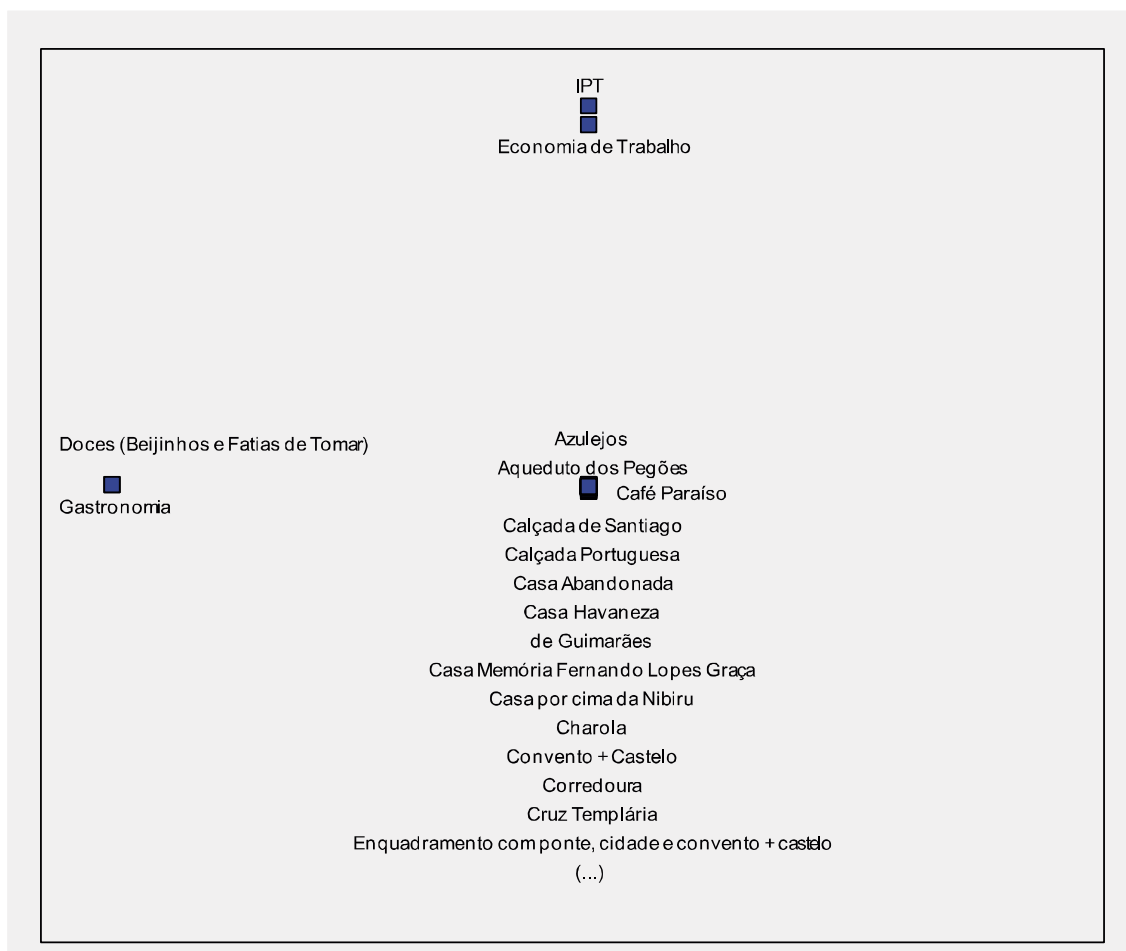 IPT
Economia de Trabalho
Doces (Beijinhos e Fatias de Tomar)
Gastronomia
Azulejos
Aqueduto dos Pegões
Café Paraíso
Calçada de Santiago
Calçada Portuguesa
Casa Abandonada
Casa Havaneza
de Guimarães
Casa Memória Fernando Lopes Graça
Casa por cima da Nibiru
Charola
Convento + Castelo
Corredoura
Cruz Templária
Enquadramento com ponte, cidade e convento + castelo
(...)